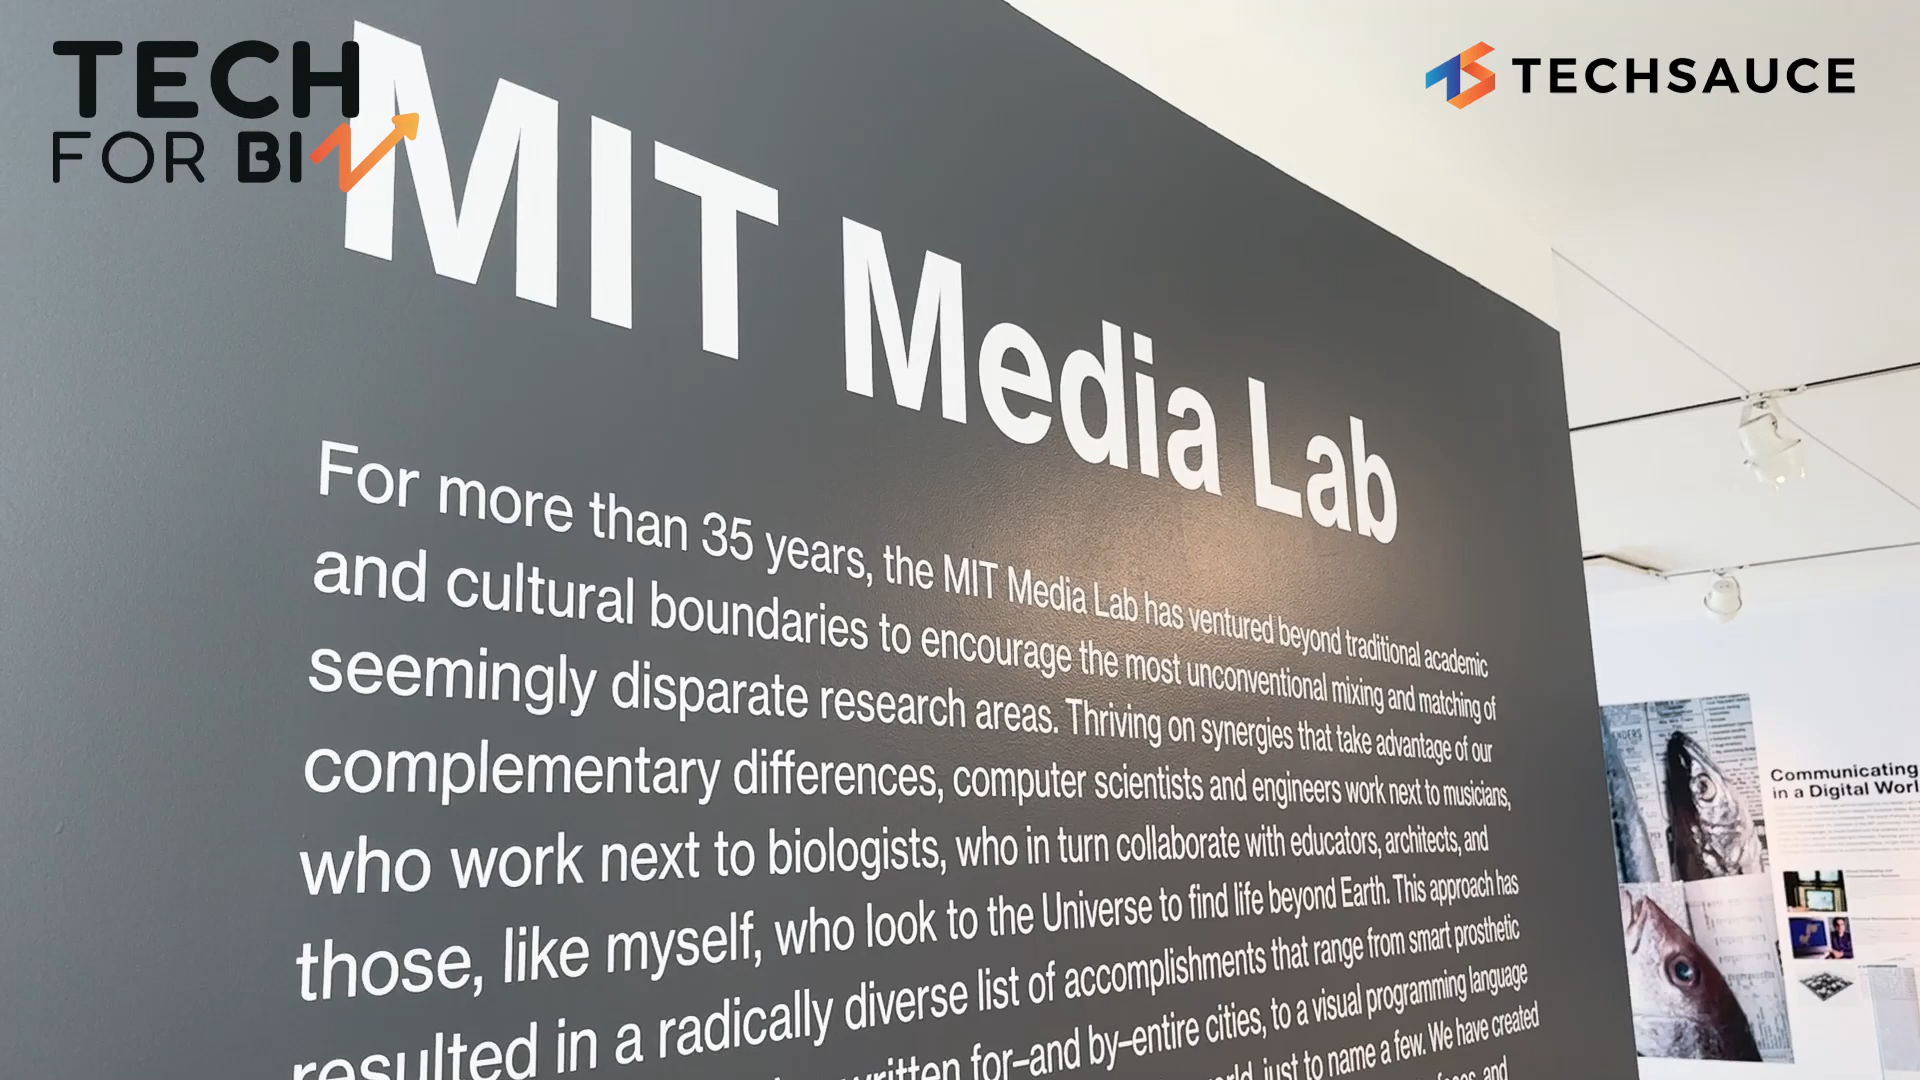 TECH
FOR BIZ
TECHSAUCE
MIT Media Lab
For more than 35 years, the MIT Media Lab has ventured beyond traditional academic
and cultural boundaries to encourage the most unconventional mixing and matching of
seemingly disparate research areas. Thriving on synergies that take advantage of our
complementary differences, computer scientists and engineers work next to musicians,
who work next to biologists, who in turn collaborate with educators, architects, and
those, like myself, who look to the Universe to find life beyond Earth. This approach has
resulted in a radically diverse list of accomplishments that range from smart prosthetic
written for–and by–entire cities, to a visual programming language
just to name a few. We have created
and
Communicating
in a Digital